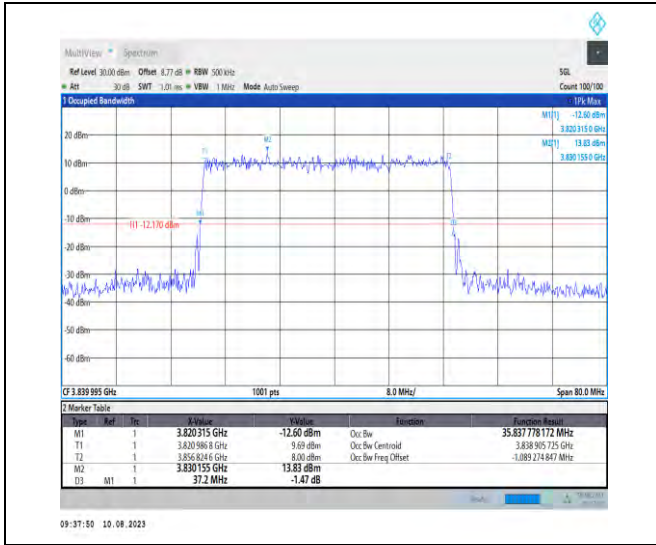 MultiView Spectrum
Ref Level 30.00 dBm Offset 8.77 dB RBW 500 kHz SGL
Att 30 dB SWT 1.01 ms VBW 1 MHz Mode Auto Sweep Count 100/100
1 Occupied Bandwidth 1Pk Max
M1[1] -12.60 dBm
3.820 315 0 GHz
M2[1] 13.83 dBm
3.830 155 0 GHz
20 dBm
M2
T1 T2
10 dBm
0 dBm
-10 dBm
M1
D3
H1 -12.170 dBm
-20 dBm
-30 dBm
-40 dBm
-50 dBm
-60 dBm
CF 3.839 995 GHz 1001 pts 8.0 MHz/ Span 80.0 MHz
2 Marker Table
Type Ref Trc X-Value Y-Value Function Function Result
M1 1 3.820315 GHz -12.60 dBm Occ Bw 35.837 778 172 MHz
T1 1 3.820 986 8 GHz 9.69 dBm Occ Bw Centroid 3.838 905 725 GHz
T2 1 3.856 824 6 GHz 8.00 dBm Occ Bw Freq Offset -1.089 274 847 MHz
M2 1 3.830155 GHz 13.83 dBm
D3 M1 1 37.2 MHz -1.47 dB
09:37:50 10.08.2023